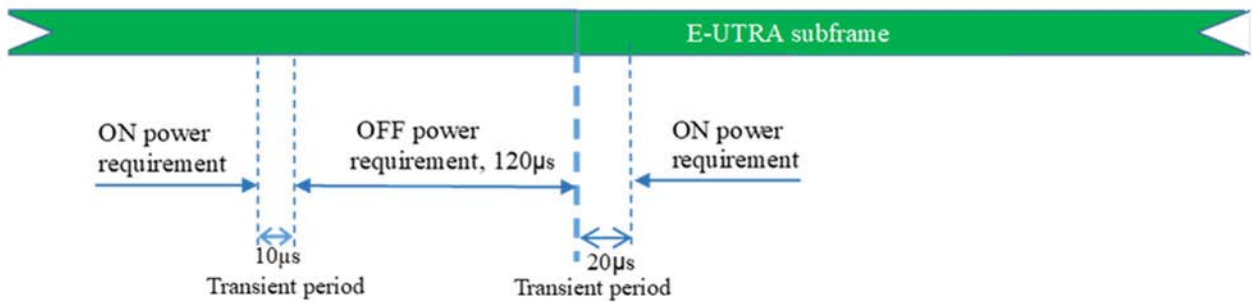 E-UTRA subframe
ON power
requirement
OFF power
requirement, 120μs
ON power
requirement
10μs
Transient period
20μs
Transient period